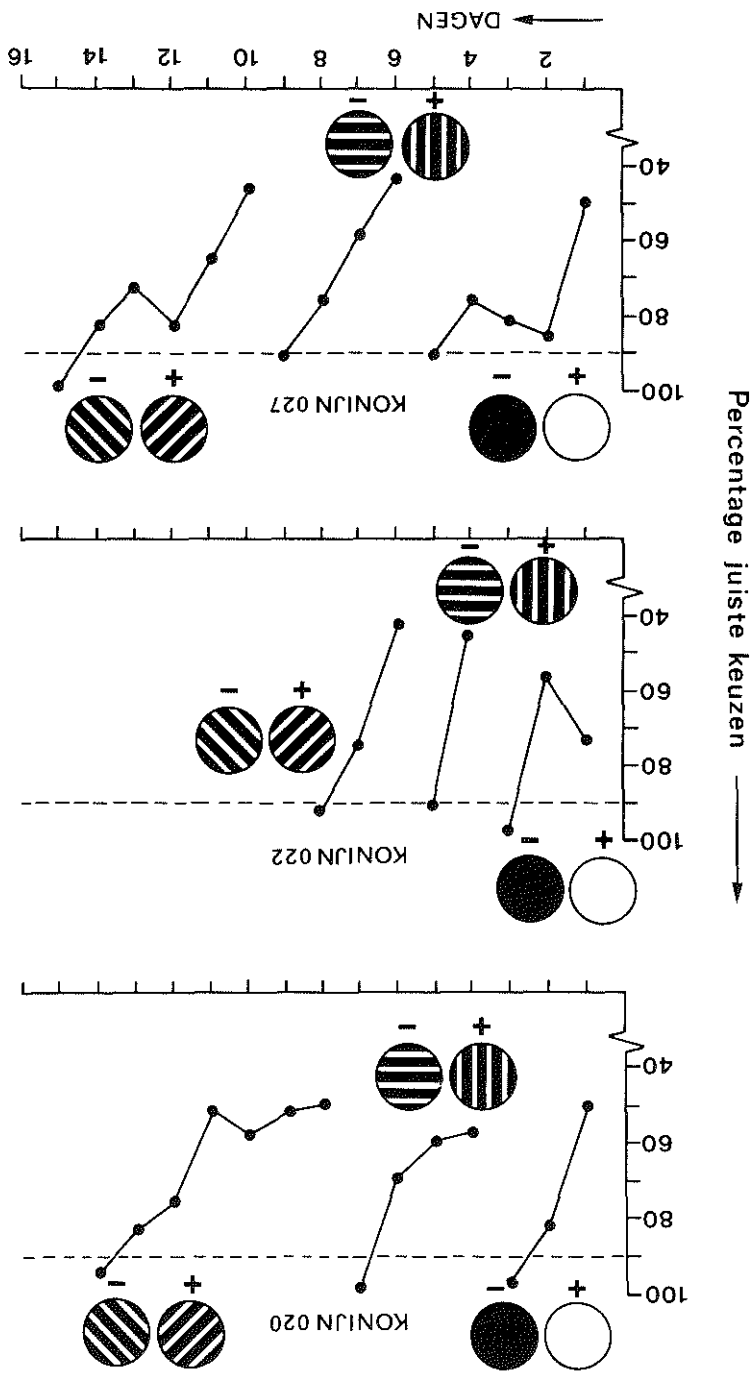 Percentage juiste keuzen →
KONIJN 020
100
+ − + −
80
60
40
+ −
KONIJN 022
+ −
100
80
60
+ −
40
+ −
KONIJN 027
100
+ − + −
80
60
40
+ −
2 4 6 8 10 12 14 16
DAGEN →